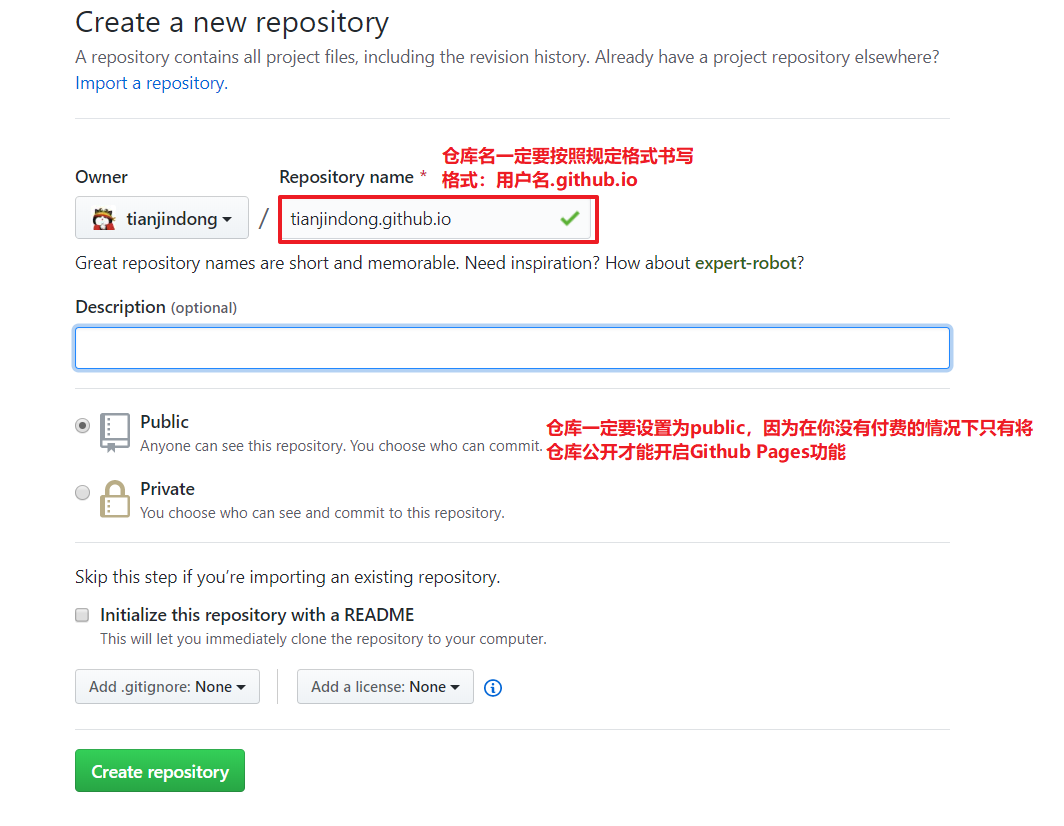 Create a new repository
A repository contains all project files, including the revision history. Already have a project repository elsewhere?
Import a repository.
仓库名一定要按照规定格式书写
格式：用户名.github.io
Owner
Repository name *
tianjindong
/
tianjindong.github.io
Great repository names are short and memorable. Need inspiration? How about expert-robot?
Description (optional)
Public
Anyone can see this repository. You choose who can commit.
仓库一定要设置为public，因为在你没有付费的情况下只有将
仓库公开才能开启Github Pages功能
Private
You choose who can see and commit to this repository.
Skip this step if you’re importing an existing repository.
Initialize this repository with a README
This will let you immediately clone the repository to your computer.
Add .gitignore: None
Add a license: None
Create repository